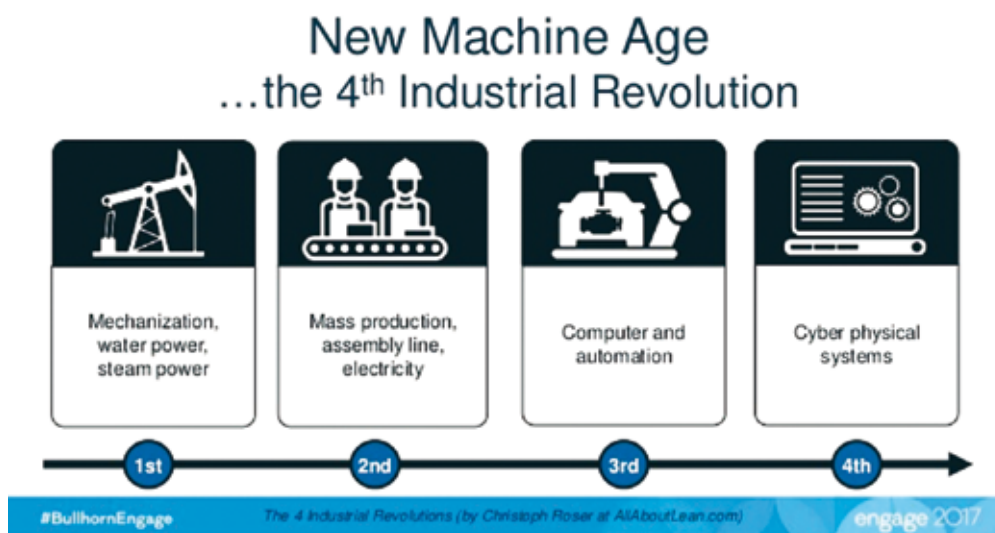 New Machine Age
...the 4th Industrial Revolution
Mechanization,
water power,
steam power
Mass production,
assembly line,
electricity
Computer and
automation
Cyber physical
systems
1st
2nd
3rd
4th
#BullhornEngage
The 4 Industrial Revolutions (by Christoph Roser at AllAboutLean.com)
engage 2017